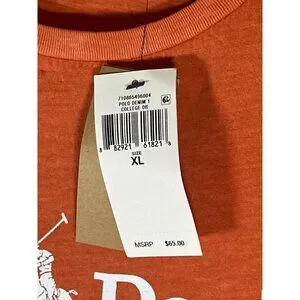 710865496004
POLO DENIM 1
COLLEGE OR
8 82921 61821 8
SIZE
XL
MSRP $65.00